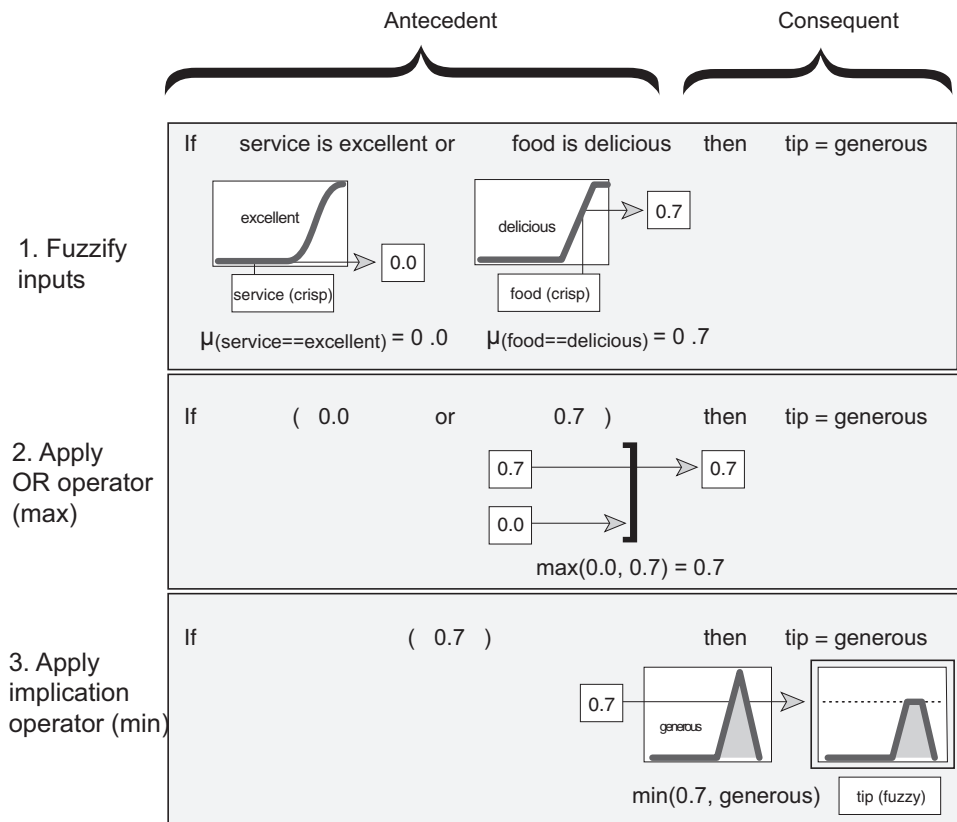 Antecedent
Consequent
If service is excellent or food is delicious then tip = generous
1. Fuzzify
inputs
excellent
0.0
service (crisp)
delicious
0.7
food (crisp)
μ(service==excellent) = 0 .0
μ(food==delicious) = 0 .7
2. Apply
OR operator
(max)
If ( 0.0 or 0.7 ) then tip = generous
0.7
0.7
0.0
max(0.0, 0.7) = 0.7
3. Apply
implication
operator (min)
If ( 0.7 ) then tip = generous
0.7
generous
min(0.7, generous)
tip (fuzzy)